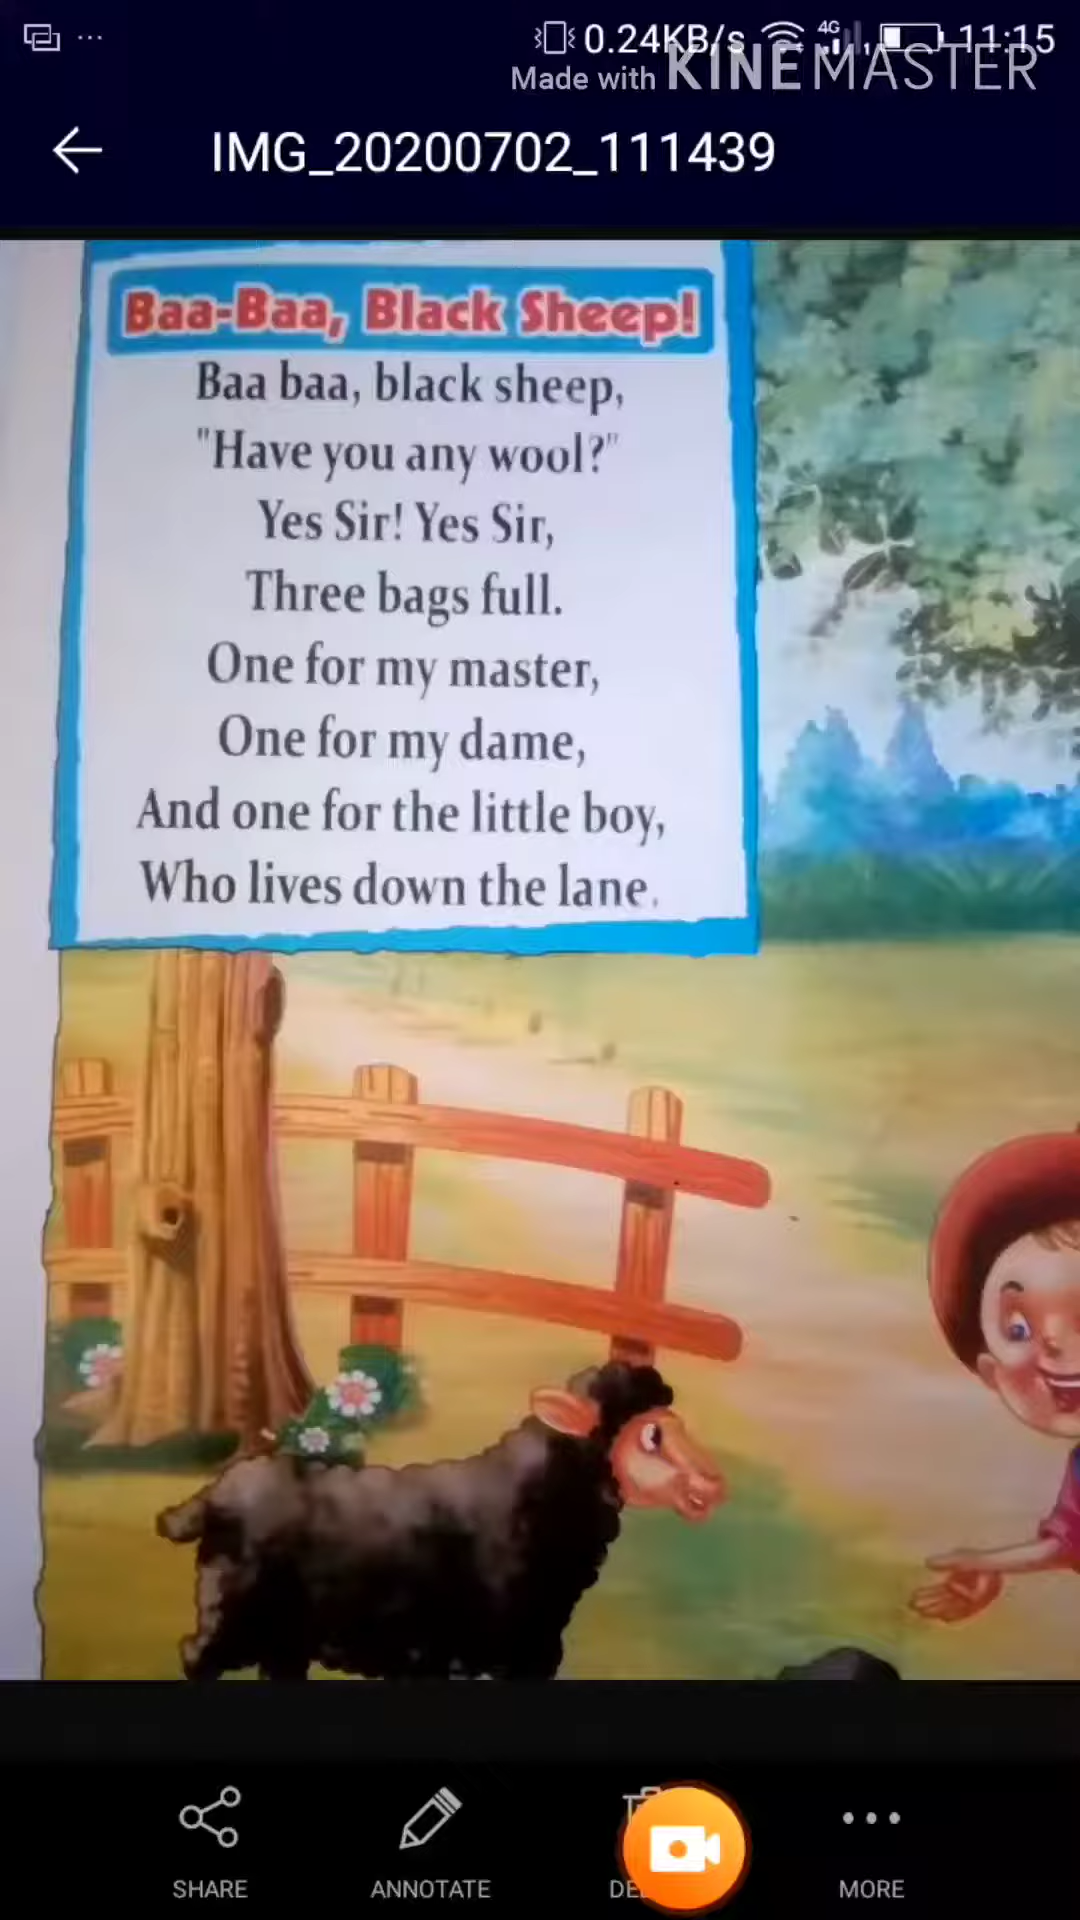 0.24KB/s 4G 11:15
Made with KINEMASTER
IMG_20200702_111439
Baa-Baa, Black Sheep!
Baa baa, black sheep,
"Have you any wool?"
Yes Sir! Yes Sir,
Three bags full.
One for my master,
One for my dame,
And one for the little boy,
Who lives down the lane.
SHARE
ANNOTATE
MORE